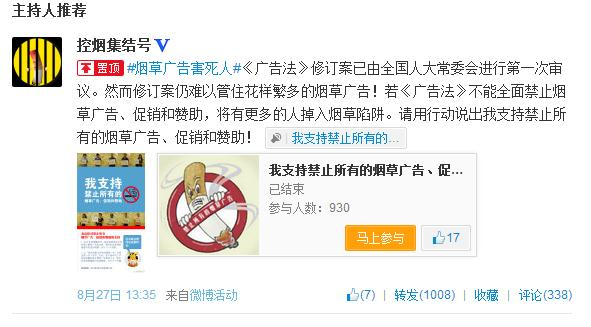 主持人推荐
控烟集结号 V
置顶 #烟草广告害死人#《广告法》修订案已由全国人大常委会进行第一次审
议。然而修订案仍难以管住花样繁多的烟草广告！若《广告法》不能全面禁止烟
草广告、促销和赞助，将有更多的人掉入烟草陷阱。请用行动说出我支持禁止所
有的烟草广告、促销和赞助！ 我支持禁止所有的...
我支持
禁止所有的
烟草广告、促销和赞助
我支持禁止所有的烟草广告、促...
已结束
参与人数：930
马上参与 17
8月27日 13:35 来自微博活动 (7) | 转发(1008) | 收藏 | 评论(338)